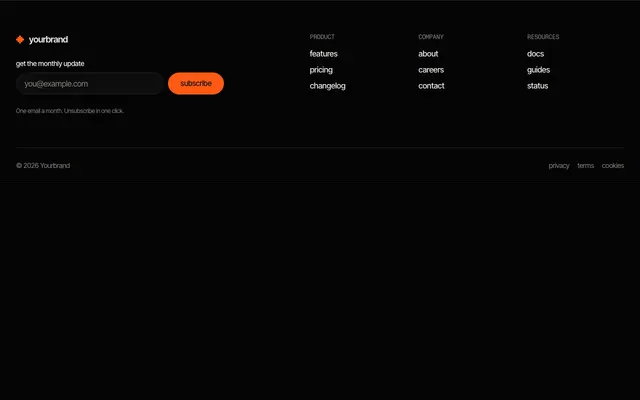 yourbrand
get the monthly update
you@example.com
subscribe
One email a month. Unsubscribe in one click.
PRODUCT
features
pricing
changelog
COMPANY
about
careers
contact
RESOURCES
docs
guides
status
© 2026 Yourbrand
privacy terms cookies